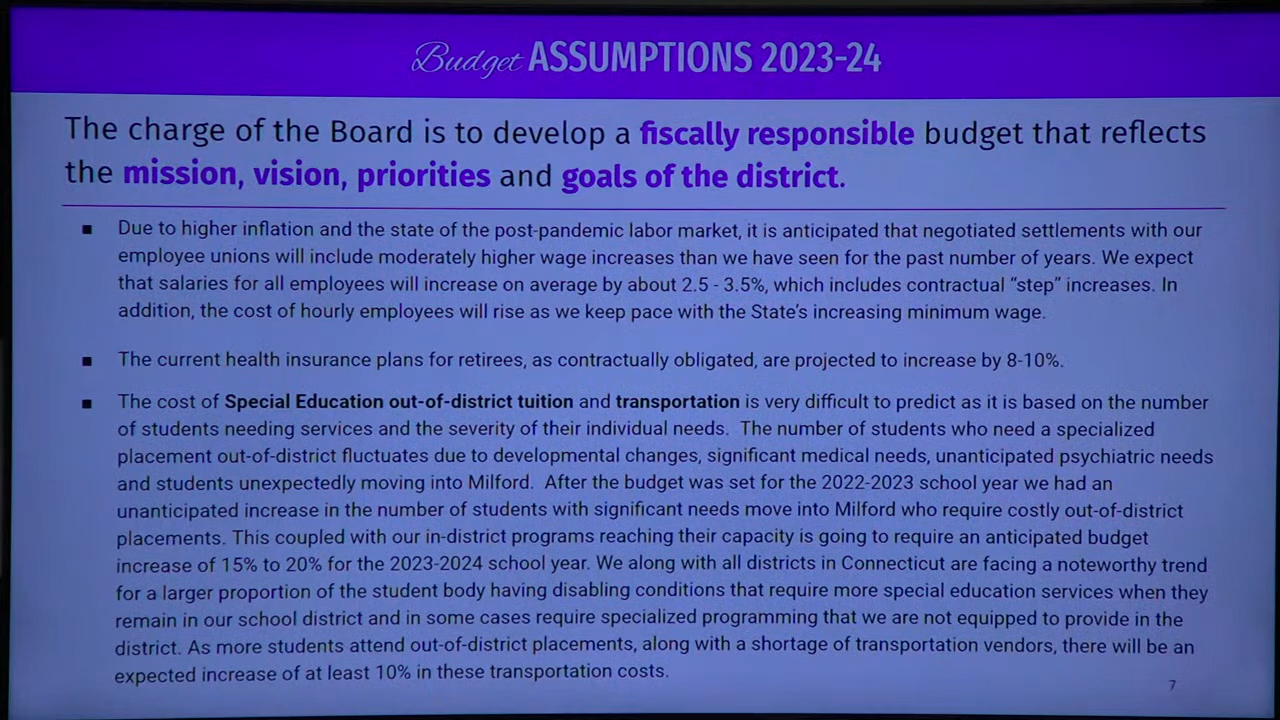 Budget ASSUMPTIONS 2023-24
The charge of the Board is to develop a fiscally responsible budget that reflects
the mission, vision, priorities and goals of the district.
■ Due to higher inflation and the state of the post-pandemic labor market, it is anticipated that negotiated settlements with our
employee unions will include moderately higher wage increases than we have seen for the past number of years. We expect
that salaries for all employees will increase on average by about 2.5 - 3.5%, which includes contractual “step” increases. In
addition, the cost of hourly employees will rise as we keep pace with the State’s increasing minimum wage.
■ The current health insurance plans for retirees, as contractually obligated, are projected to increase by 8-10%.
■ The cost of Special Education out-of-district tuition and transportation is very difficult to predict as it is based on the number
of students needing services and the severity of their individual needs. The number of students who need a specialized
placement out-of-district fluctuates due to developmental changes, significant medical needs, unanticipated psychiatric needs
and students unexpectedly moving into Milford. After the budget was set for the 2022-2023 school year we had an
unanticipated increase in the number of students with significant needs move into Milford who require costly out-of-district
placements. This coupled with our in-district programs reaching their capacity is going to require an anticipated budget
increase of 15% to 20% for the 2023-2024 school year. We along with all districts in Connecticut are facing a noteworthy trend
for a larger proportion of the student body having disabling conditions that require more special education services when they
remain in our school district and in some cases require specialized programming that we are not equipped to provide in the
district. As more students attend out-of-district placements, along with a shortage of transportation vendors, there will be an
expected increase of at least 10% in these transportation costs.
7